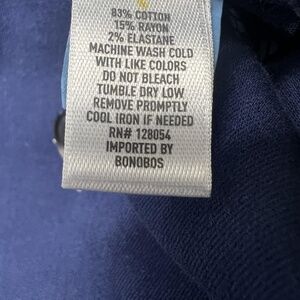 83% COTTON
15% RAYON
2% ELASTANE
MACHINE WASH COLD
WITH LIKE COLORS
DO NOT BLEACH
TUMBLE DRY LOW
REMOVE PROMPTLY
COOL IRON IF NEEDED
RN# 128054
IMPORTED BY
BONOBOS